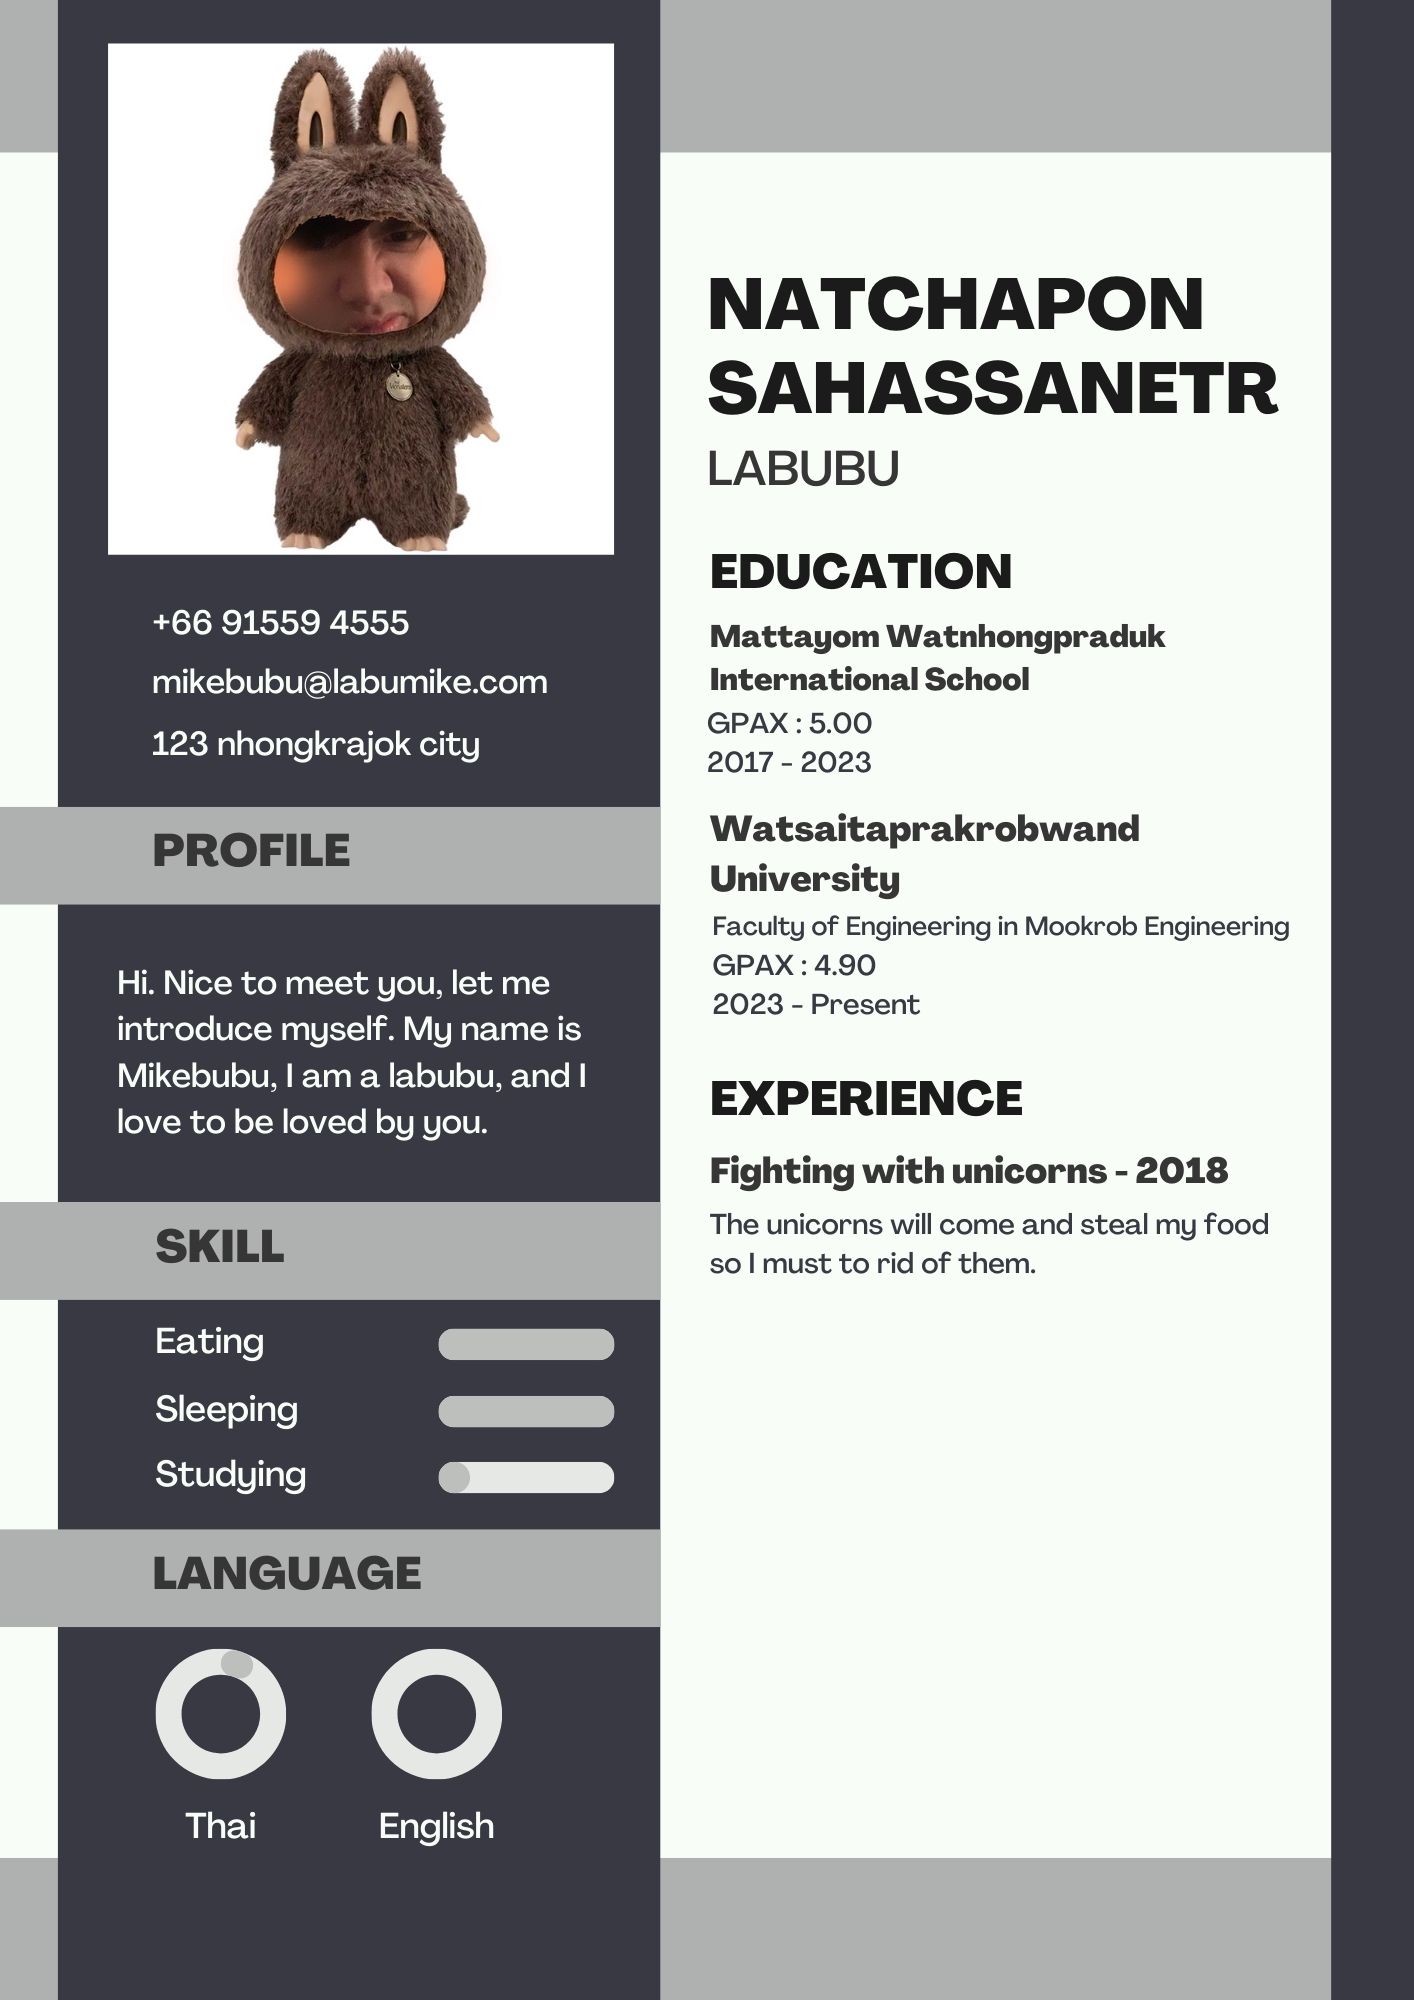 +66 91559 4555
mikebubu@labumike.com
123 nhongkrajok city
PROFILE
Hi. Nice to meet you, let me
introduce myself. My name is
Mikebubu, I am a labubu, and I
love to be loved by you.
SKILL
Eating
Sleeping
Studying
LANGUAGE
Thai
English
NATCHAPON
SAHASSANETR
LABUBU
EDUCATION
Mattayom Watnhongpraduk
International School
GPAX : 5.00
2017 - 2023
Watsaitaprakrobwand
University
Faculty of Engineering in Mookrob Engineering
GPAX : 4.90
2023 - Present
EXPERIENCE
Fighting with unicorns - 2018
The unicorns will come and steal my food
so I must to rid of them.